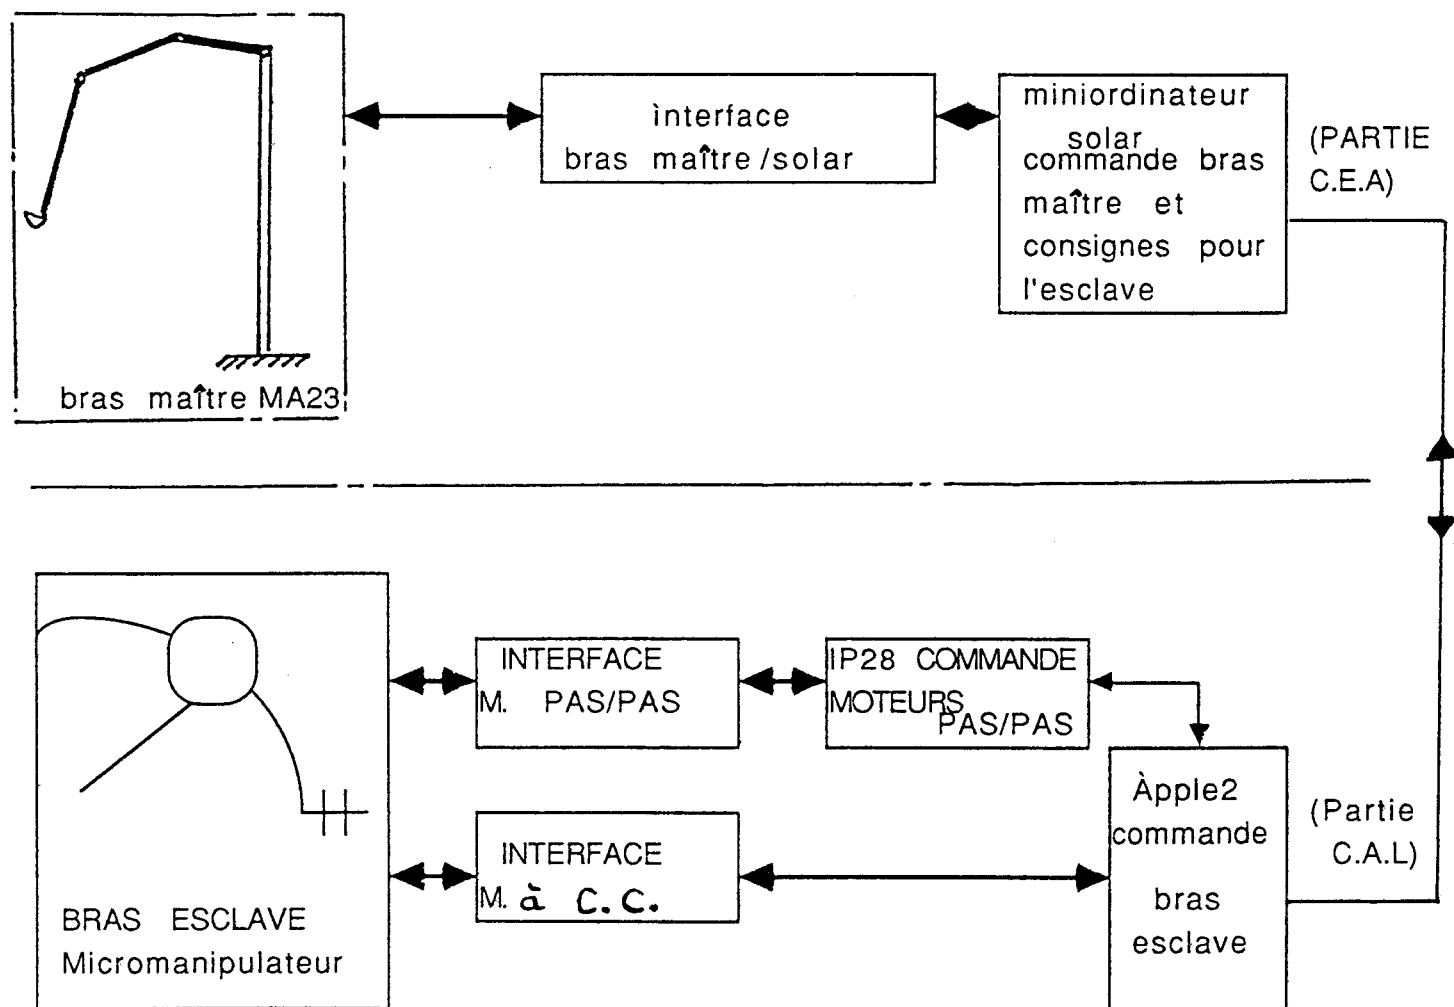 interface
bras maître/solar
miniordinateur
solar
commande bras
maître et
consignes pour
l'esclave
(PARTIE
C.E.A)
bras maître MA23
INTERFACE
M. PAS/PAS
IP28 COMMANDE
MOTEURS
PAS/PAS
INTERFACE
M. à C.C.
Àpple2
commande
bras
esclave
(Partie
C.A.L)
BRAS ESCLAVE
Micromanipulateur